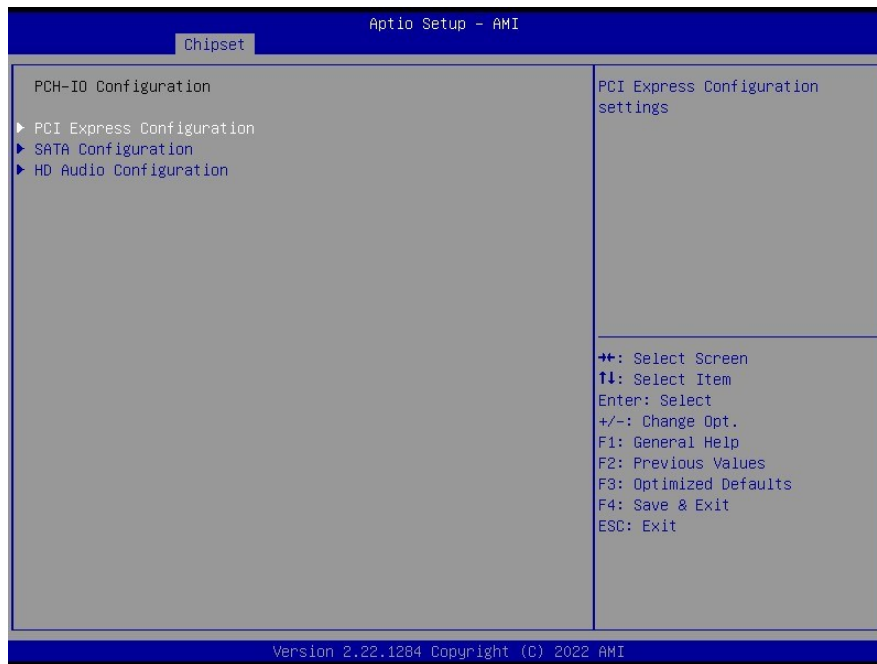 Aptio Setup – AMI
Chipset
PCH-IO Configuration
▶ PCI Express Configuration
▶ SATA Configuration
▶ HD Audio Configuration
PCI Express Configuration
settings
→←: Select Screen
↑↓: Select Item
Enter: Select
+/-: Change Opt.
F1: General Help
F2: Previous Values
F3: Optimized Defaults
F4: Save & Exit
ESC: Exit
Version 2.22.1284 Copyright (C) 2022 AMI